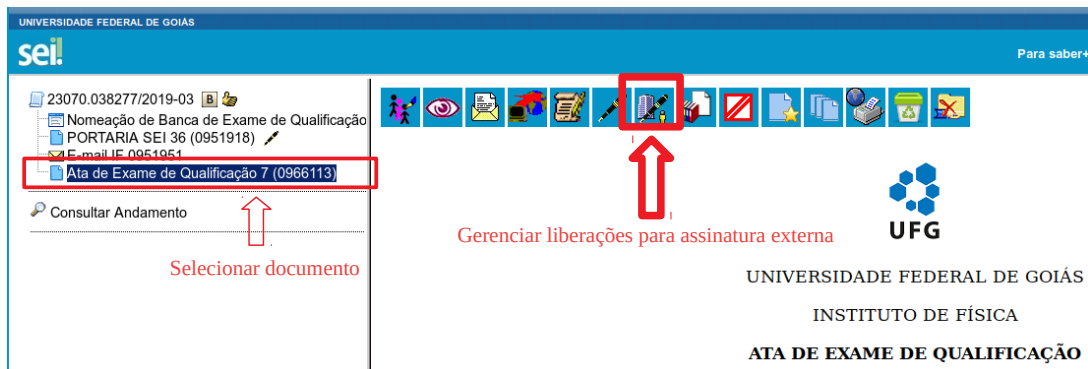 UNIVERSIDADE FEDERAL DE GOIÁS
sei!
Para saber+
23070.038277/2019-03 B
Nomeação de Banca de Exame de Qualificação
PORTARIA SEI 36 (0951918)
E-mail IF 0951951
Ata de Exame de Qualificação 7 (0966113)
Consultar Andamento
Selecionar documento
Gerenciar liberações para assinatura externa
UFG
UNIVERSIDADE FEDERAL DE GOIÁS
INSTITUTO DE FÍSICA
ATA DE EXAME DE QUALIFICAÇÃO